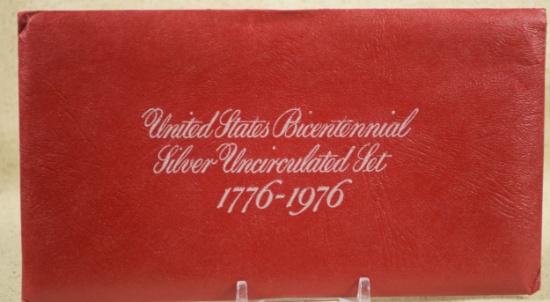 United States Bicentennial
Silver Uncirculated Set
1776-1976